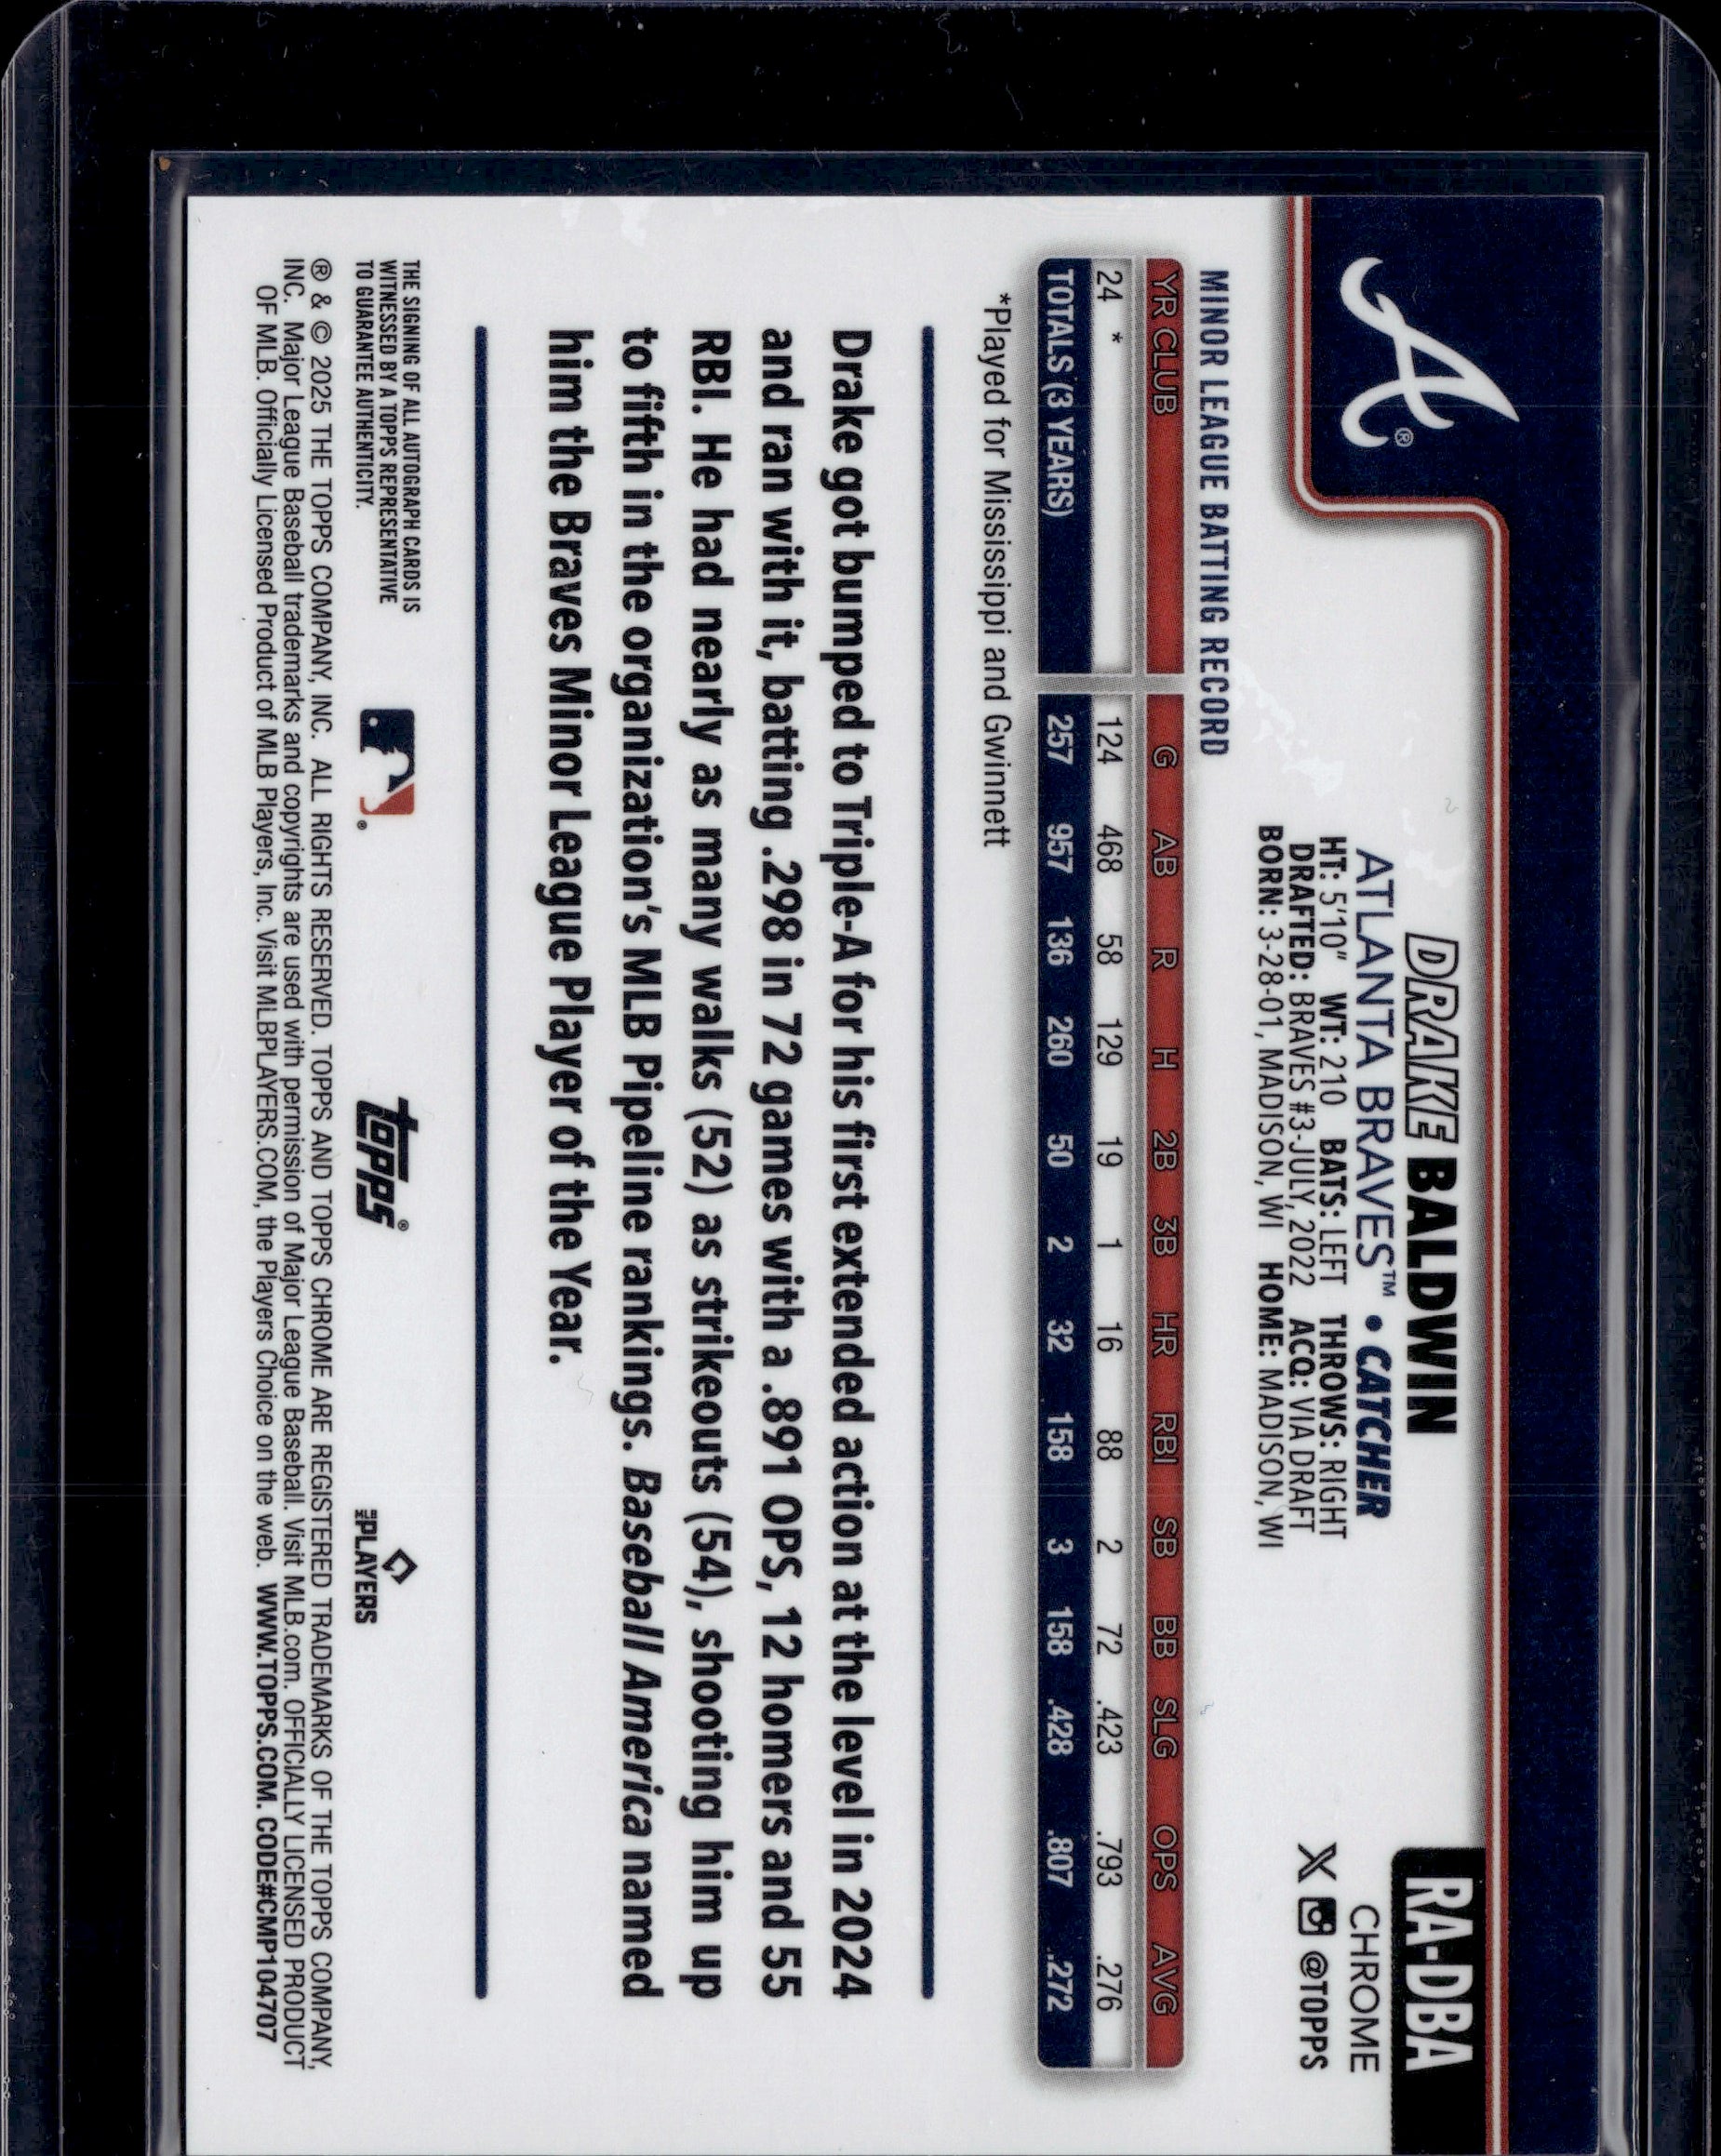 RA-DBA
DRAKE BALDWIN
CHROME
ATLANTA BRAVES™ • CATCHER
HT: 5'10" WT: 210 BATS: LEFT THROWS: RIGHT
DRAFTED: BRAVES #3-JULY, 2022 ACQ: VIA DRAFT
BORN: 3-28-01, MADISON, WI HOME: MADISON, WI
X @TOPPS
A®
MINOR LEAGUE BATTING RECORD
YR CLUB G AB R H 2B 3B HR RBI SB BB SLG OPS AVG
24 * 124 468 58 129 19 1 16 88 2 72 .423 .793 .276
TOTALS (3 YEARS) 257 957 136 260 50 2 32 158 3 158 .428 .807 .272
*Played for Mississippi and Gwinnett
Drake got bumped to Triple-A for his first extended action at the level in 2024
and ran with it, batting .298 in 72 games with a .891 OPS, 12 homers and 55
RBI. He had nearly as many walks (52) as strikeouts (54), shooting him up
to fifth in the organization's MLB Pipeline rankings. Baseball America named
him the Braves Minor League Player of the Year.
THE SIGNING OF ALL AUTOGRAPH CARDS IS
WITNESSED BY A TOPPS REPRESENTATIVE
TO GUARANTEE AUTHENTICITY.
®
topps®
MLB PLAYERS
® & © 2025 THE TOPPS COMPANY, INC. ALL RIGHTS RESERVED. TOPPS AND TOPPS CHROME ARE REGISTERED TRADEMARKS OF THE TOPPS COMPANY,
INC. Major League Baseball trademarks and copyrights are used with permission of Major League Baseball. Visit MLB.com. OFFICIALLY LICENSED PRODUCT
OF MLB. Officially Licensed Product of MLB Players, Inc. Visit MLBPLAYERS.COM, the Players Choice on the web. WWW.TOPPS.COM. CODE#CMP104707